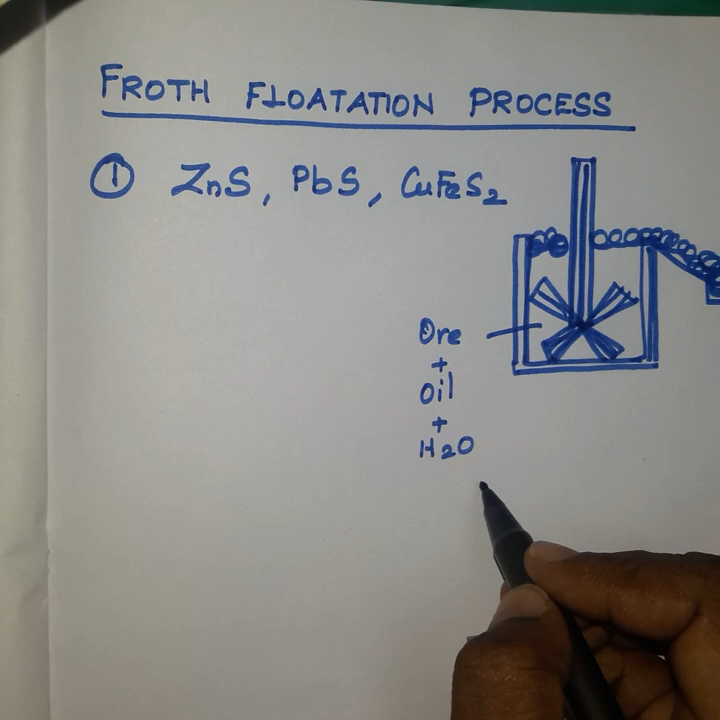 FROTH FLOATATION PROCESS
① ZnS, PbS, CuFeS2
Ore
+
Oil
+
H2O